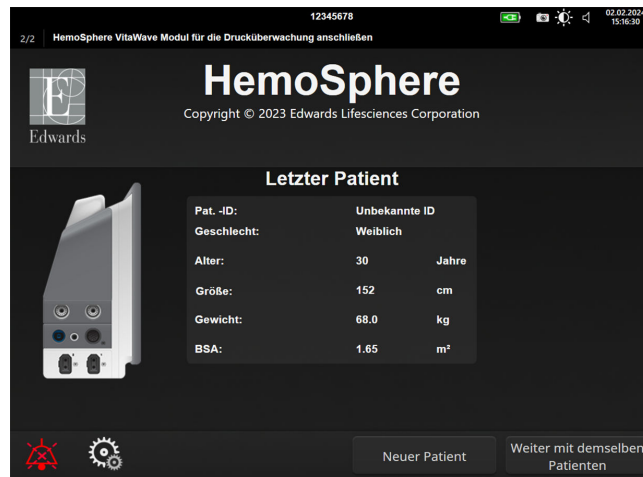 12345678
02.02.2024
15:16:30
2/2 HemoSphere VitaWave Modul für die Drucküberwachung anschließen
HemoSphere
Copyright © 2023 Edwards Lifesciences Corporation
E
Edwards
Letzter Patient
Pat. -ID: Unbekannte ID
Geschlecht: Weiblich
Alter: 30 Jahre
Größe: 152 cm
Gewicht: 68.0 kg
BSA: 1.65 m²
Neuer Patient
Weiter mit demselben
Patienten